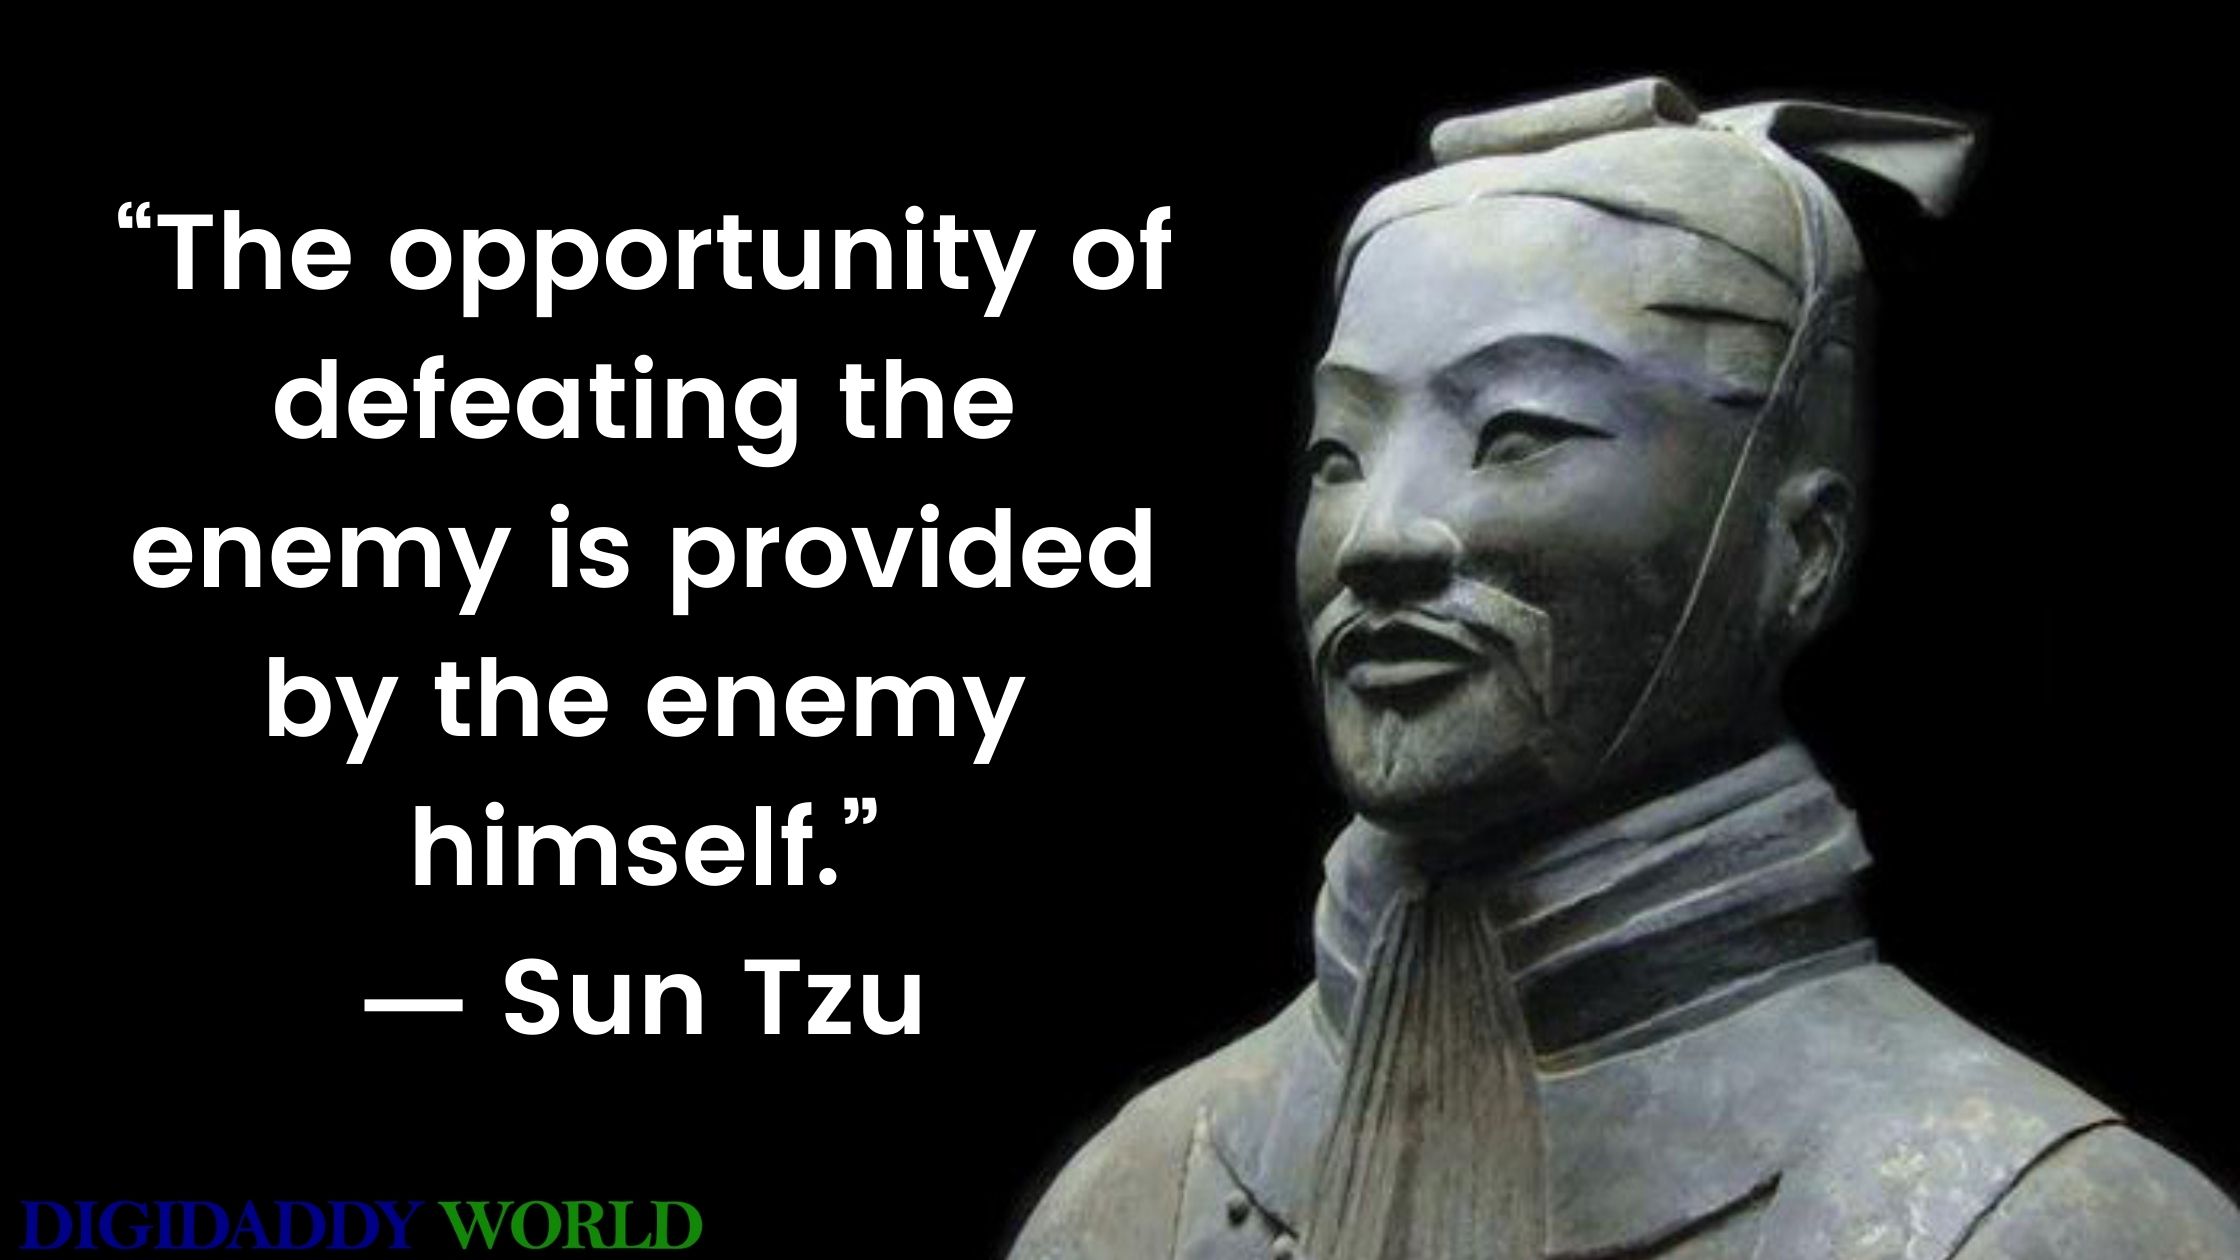 “The opportunity of
defeating the
enemy is provided
by the enemy
himself.”
— Sun Tzu
DIGIDADDY WORLD